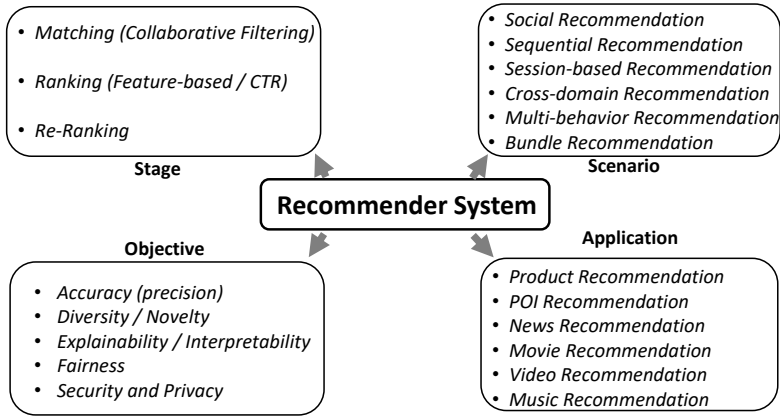 • Matching (Collaborative Filtering)
• Ranking (Feature-based / CTR)
• Re-Ranking
Stage
• Social Recommendation
• Sequential Recommendation
• Session-based Recommendation
• Cross-domain Recommendation
• Multi-behavior Recommendation
• Bundle Recommendation
Scenario
Recommender System
Objective
• Accuracy (precision)
• Diversity / Novelty
• Explainability / Interpretability
• Fairness
• Security and Privacy
Application
• Product Recommendation
• POI Recommendation
• News Recommendation
• Movie Recommendation
• Video Recommendation
• Music Recommendation